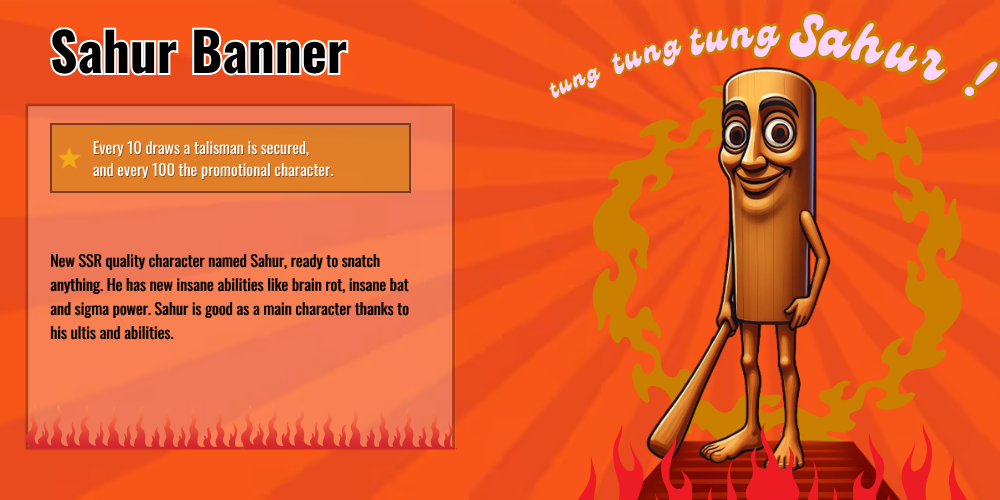 Sahur Banner
tung tung tung Sahur !
Every 10 draws a talisman is secured,
and every 100 the promotional character.
New SSR quality character named Sahur, ready to snatch
anything. He has new insane abilities like brain rot, insane bat
and sigma power. Sahur is good as a main character thanks to
his ultis and abilities.